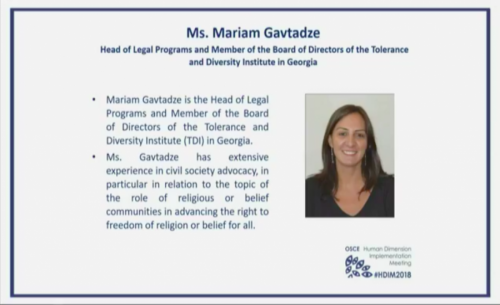 Ms. Mariam Gavtadze
Head of Legal Programs and Member of the Board of Directors of the Tolerance
and Diversity Institute in Georgia
• Mariam Gavtadze is the Head of Legal
Programs and Member of the Board
of Directors of the Tolerance and
Diversity Institute (TDI) in Georgia.
• Ms. Gavtadze has extensive
experience in civil society advocacy, in
particular in relation to the topic of
the role of religious or belief
communities in advancing the right to
freedom of religion or belief for all.
OSCE Human Dimension
Implementation
Meeting
#HDIM2018